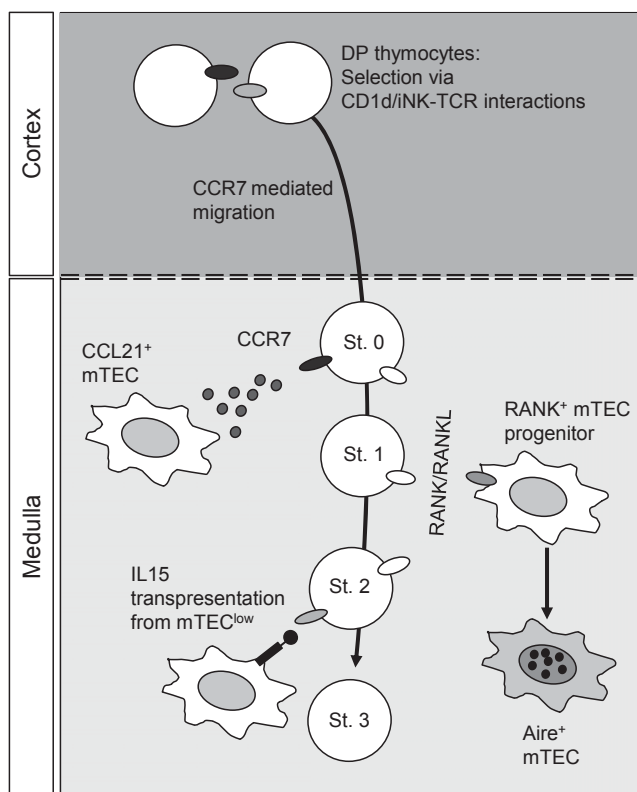 Cortex
DP thymocytes:
Selection via
CD1d/iNK-TCR interactions
CCR7 mediated
migration
Medulla
CCL21⁺
mTEC
CCR7
St. 0
RANK⁺ mTEC
progenitor
St. 1
RANK/RANKL
IL15
transpresentation
from mTECˡᵒʷ
St. 2
St. 3
Aire⁺
mTEC